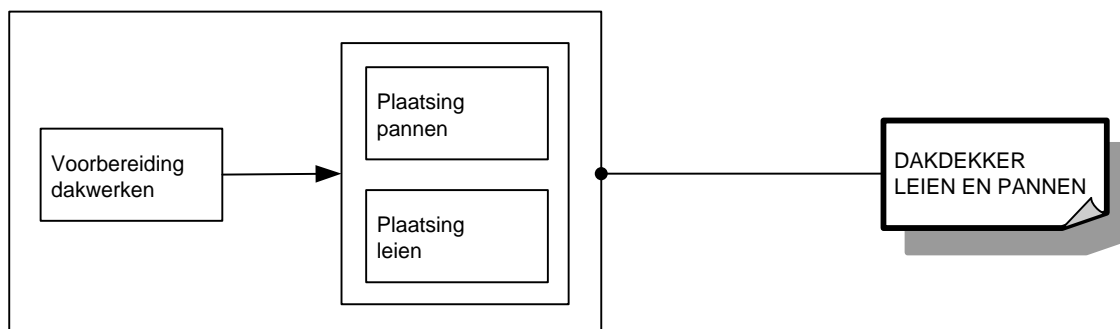 Voorbereiding
dakwerken
Plaatsing
pannen
Plaatsing
leien
DAKDEKKER
LEIEN EN PANNEN